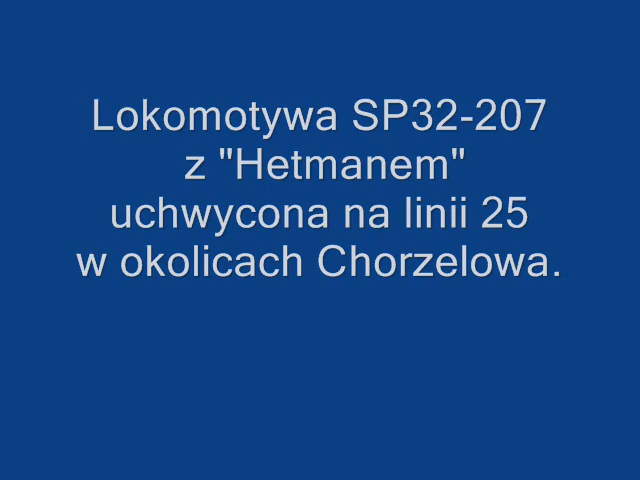 Lokomotywa SP32-207
z "Hetmanem"
uchwycona na linii 25
w okolicach Chorzelowa.